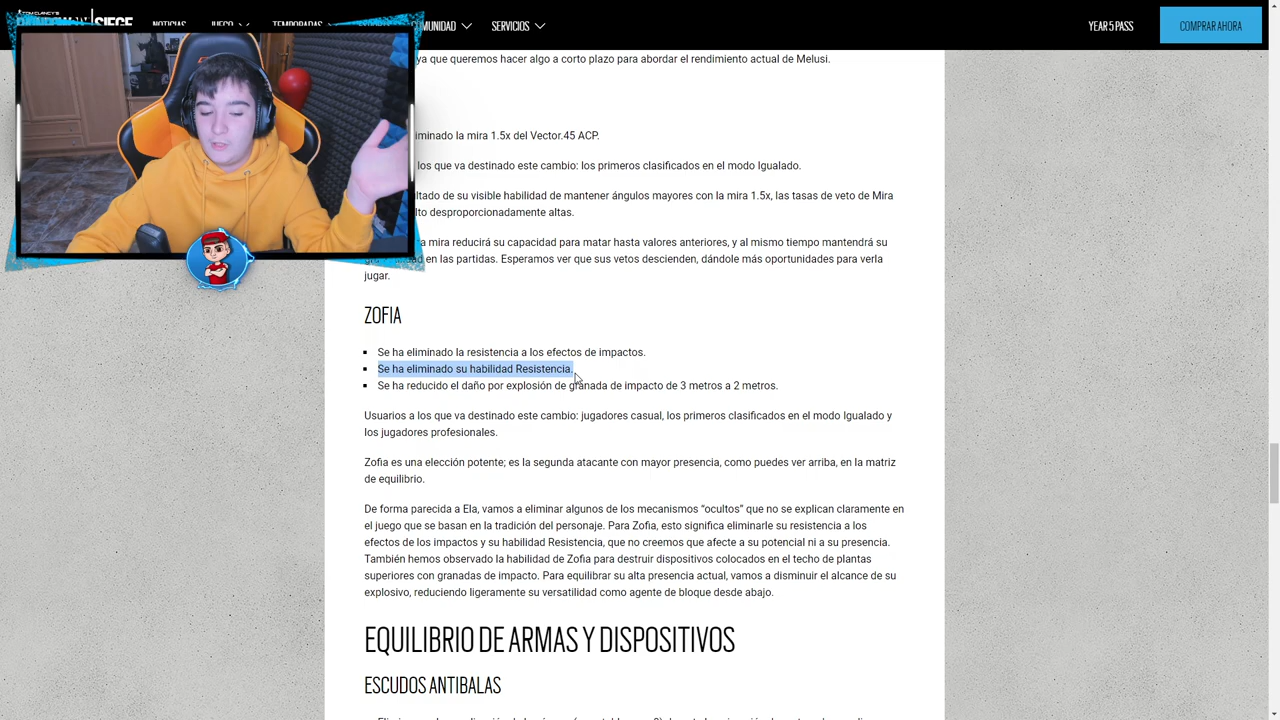 TOM CLANCY'S
SIEGE NOTICIAS JUEGO TEMPORADAS COMUNIDAD SERVICIOS YEAR 5 PASS COMPRAR AHORA
ya que queremos hacer algo a corto plazo para abordar el rendimiento actual de Melusi.
la mira 1.5x del Vector.45 ACP.
los que va destinado este cambio: los primeros clasificados en el modo Igualado.
de su visible habilidad de mantener ángulos mayores con la mira 1.5x, las tasas de veto de Mira
desproporcionadamente altas.
mira reducirá su capacidad para matar hasta valores anteriores, y al mismo tiempo mantendrá su
en las partidas. Esperamos ver que sus vetos descienden, dándole más oportunidades para verla
jugar.
ZOFIA
▪ Se ha eliminado la resistencia a los efectos de impactos.
▪ Se ha eliminado su habilidad Resistencia.
▪ Se ha reducido el daño por explosión de granada de impacto de 3 metros a 2 metros.
Usuarios a los que va destinado este cambio: jugadores casual, los primeros clasificados en el modo Igualado y
los jugadores profesionales.
Zofia es una elección potente; es la segunda atacante con mayor presencia, como puedes ver arriba, en la matriz
de equilibrio.
De forma parecida a Ela, vamos a eliminar algunos de los mecanismos “ocultos” que no se explican claramente en
el juego que se basan en la tradición del personaje. Para Zofia, esto significa eliminarle su resistencia a los
efectos de los impactos y su habilidad Resistencia, que no creemos que afecte a su potencial ni a su presencia.
También hemos observado la habilidad de Zofia para destruir dispositivos colocados en el techo de plantas
superiores con granadas de impacto. Para equilibrar su alta presencia actual, vamos a disminuir el alcance de su
explosivo, reduciendo ligeramente su versatilidad como agente de bloque desde abajo.
EQUILIBRIO DE ARMAS Y DISPOSITIVOS
ESCUDOS ANTIBALAS